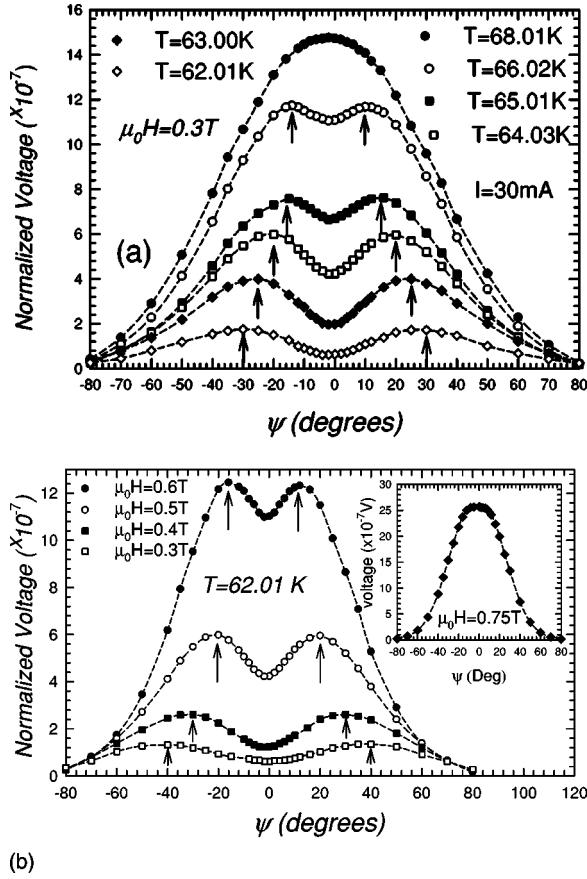 T=63.00K
T=62.01K
T=68.01K
T=66.02K
T=65.01K
T=64.03K
μ₀H=0.3T
I=30mA
(a)
Normalized Voltage (X10-7)
16
14
12
10
8
6
4
2
0
-80 -70 -60 -50 -40 -30 -20 -10 0 10 20 30 40 50 60 70 80
ψ (degrees)
μ₀H=0.6T
μ₀H=0.5T
μ₀H=0.4T
μ₀H=0.3T
T=62.01 K
Normalized Voltage (X10-7)
12
10
8
6
4
2
0
-80 -60 -40 -20 0 20 40 60 80 100 120
ψ (degrees)
voltage (x10-7V)
30
25
20
15
10
5
0
μ₀H=0.75T
-80 -60 -40 -20 0 20 40 60 80
ψ (Deg)
(b)